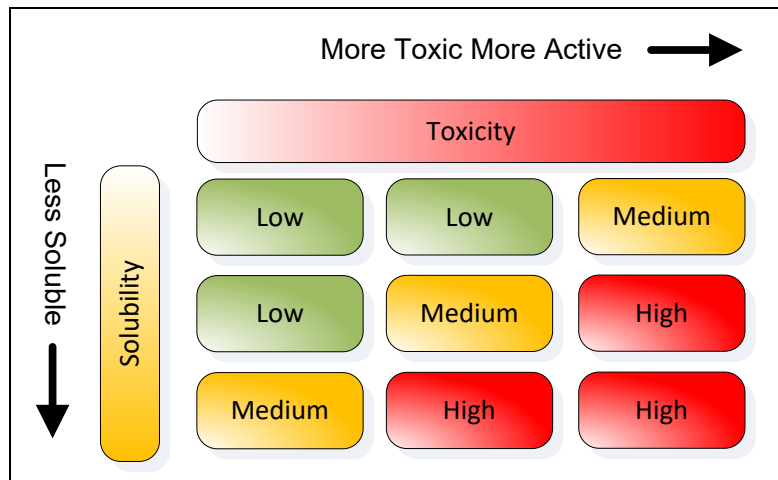 More Toxic More Active
Toxicity
Less Soluble
Solubility
Low Low Medium
Low Medium High
Medium High High